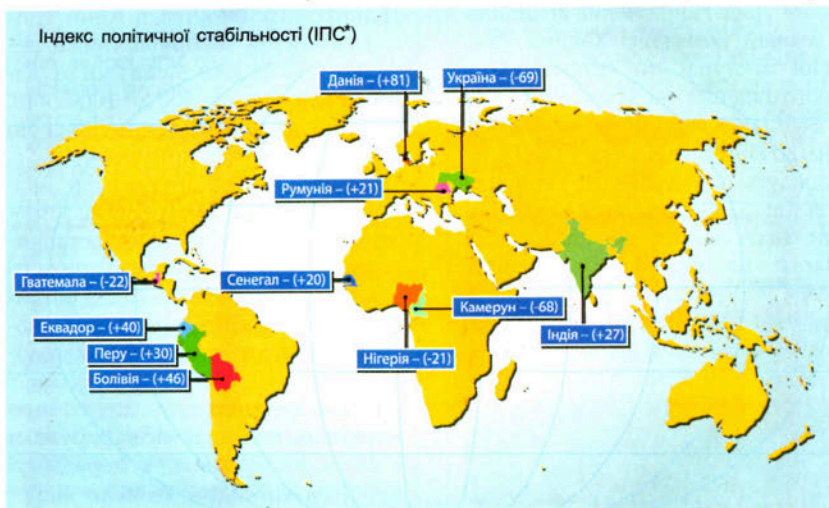 Індекс політичної стабільності (ІПС*)
Данія – (+81)
Україна – (-69)
Румунія – (+21)
Гватемала – (-22)
Сенегал – (+20)
Камерун – (-68)
Еквадор – (+40)
Індія – (+27)
Перу – (+30)
Нігерія – (-21)
Болівія – (+46)